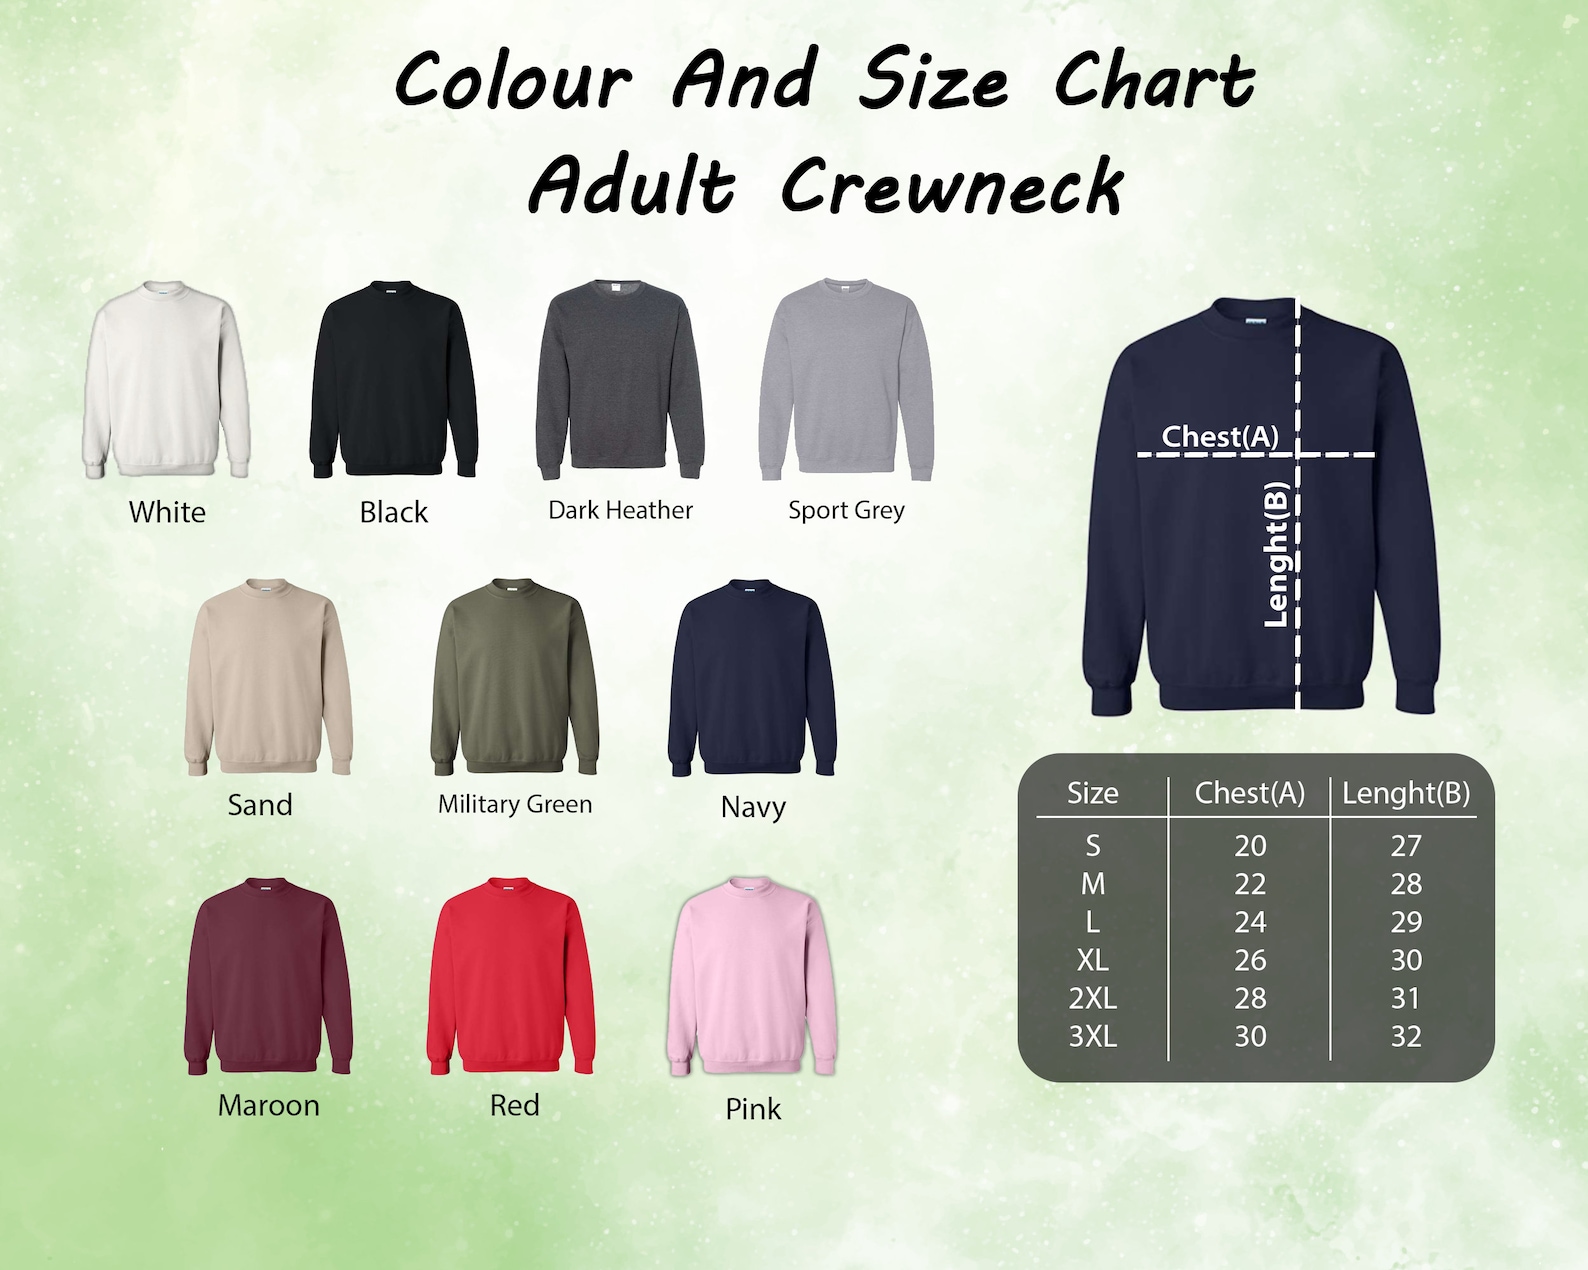 Colour And Size Chart
Adult Crewneck
White
Black
Dark Heather
Sport Grey
Sand
Military Green
Navy
Maroon
Red
Pink
Chest(A)
Lenght(B)
Size Chest(A) Lenght(B)
S 20 27
M 22 28
L 24 29
XL 26 30
2XL 28 31
3XL 30 32